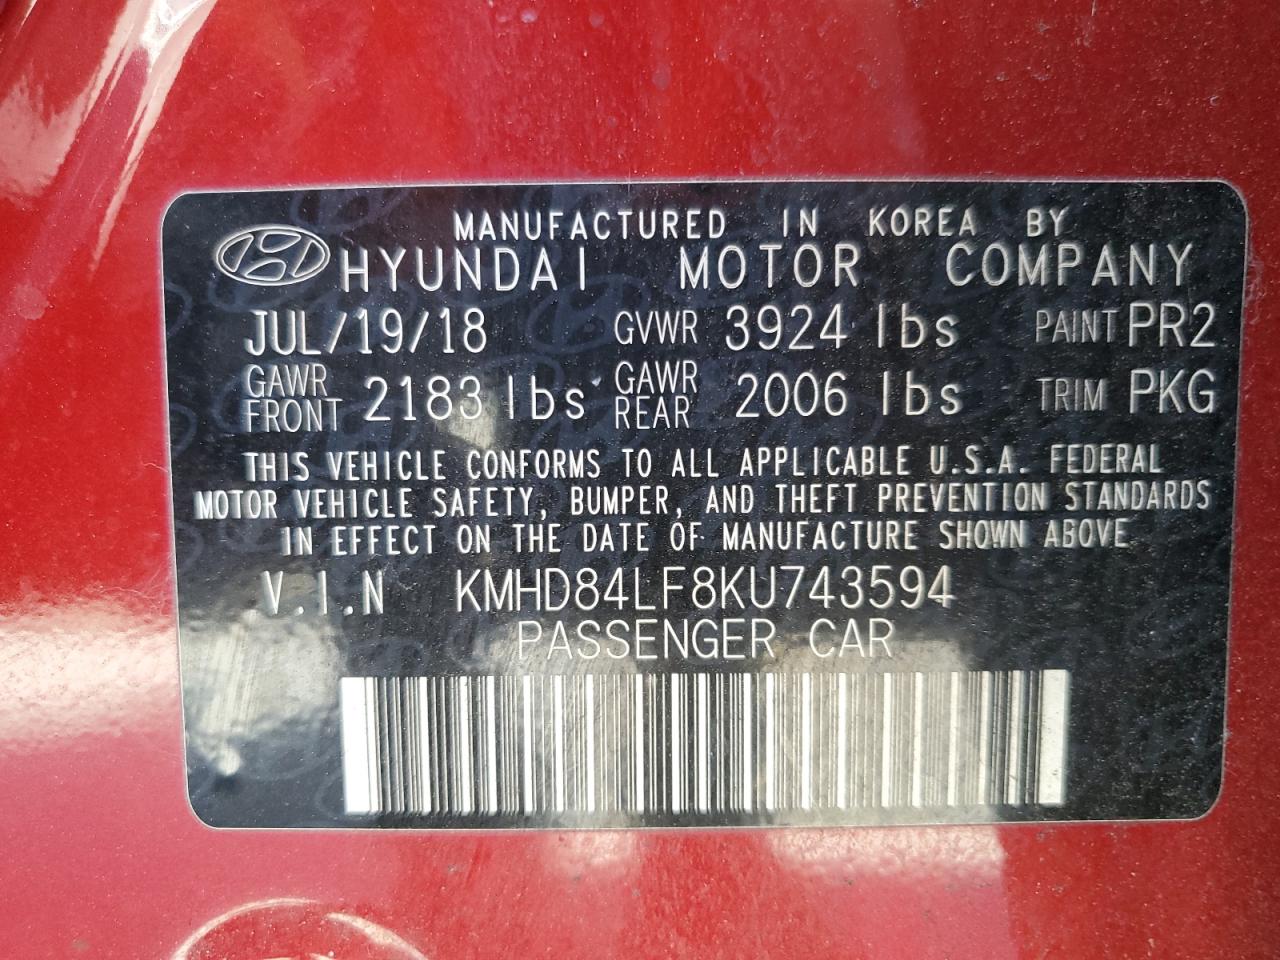 MANUFACTURED IN KOREA BY
HYUNDAI MOTOR COMPANY
JUL/19/18 GVWR 3924 lbs PAINT PR2
GAWR FRONT 2183 lbs GAWR REAR 2006 lbs TRIM PKG
THIS VEHICLE CONFORMS TO ALL APPLICABLE U.S.A. FEDERAL
MOTOR VEHICLE SAFETY, BUMPER, AND THEFT PREVENTION STANDARDS
IN EFFECT ON THE DATE OF MANUFACTURE SHOWN ABOVE
V.I.N KMHD84LF8KU743594
PASSENGER CAR